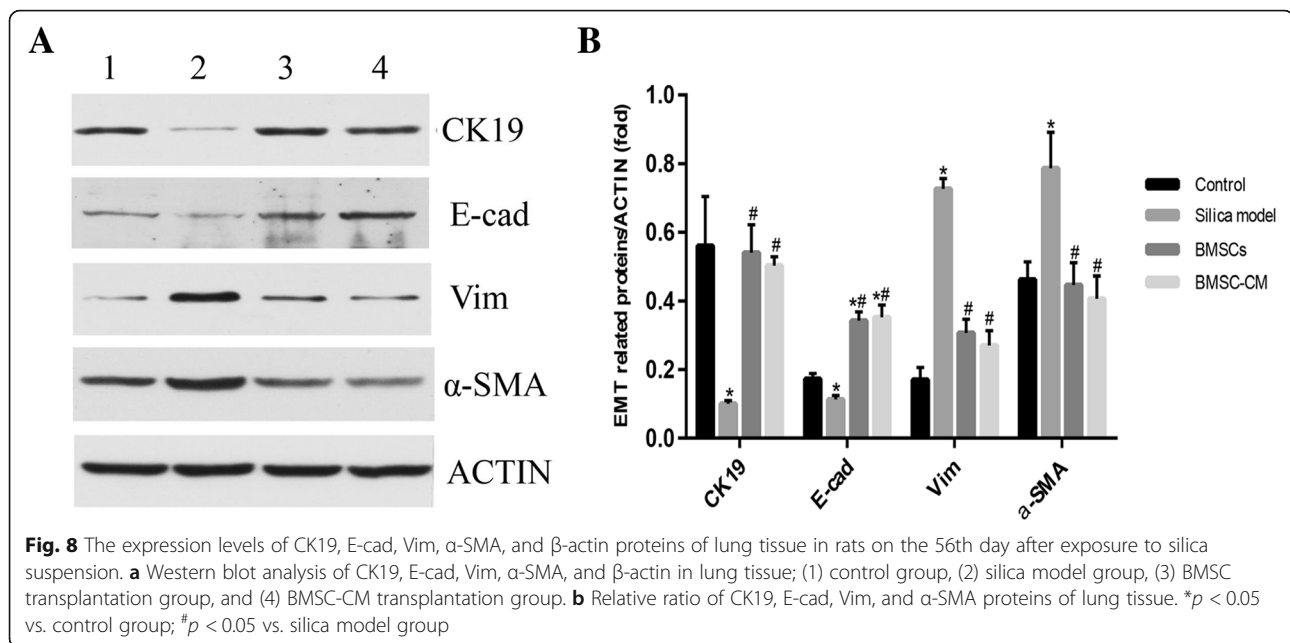 A
1 2 3 4
CK19
E-cad
Vim
α-SMA
ACTIN
B
EMT related proteins/ACTIN (fold)
1.0
0.8
0.6
0.4
0.2
0.0
*
#
#
*
*#
*#
*
#
#
*
#
#
CK19
E-cad
Vim
a-SMA
Control
Silica model
BMSCs
BMSC-CM
Fig. 8 The expression levels of CK19, E-cad, Vim, α-SMA, and β-actin proteins of lung tissue in rats on the 56th day after exposure to silica
suspension. a Western blot analysis of CK19, E-cad, Vim, α-SMA, and β-actin in lung tissue; (1) control group, (2) silica model group, (3) BMSC
transplantation group, and (4) BMSC-CM transplantation group. b Relative ratio of CK19, E-cad, Vim, and α-SMA proteins of lung tissue. *p < 0.05
vs. control group; #p < 0.05 vs. silica model group